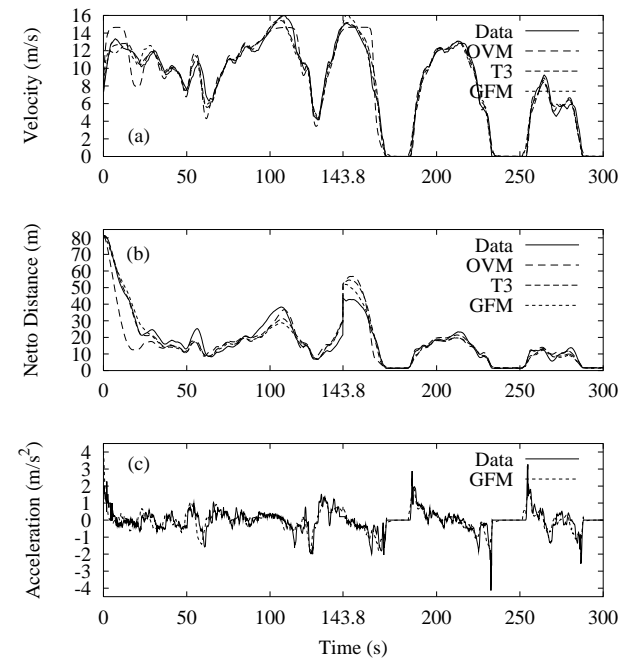 Velocity (m/s)
16
14
12
10
8
6
4
2
0
(a)
Data
OVM
T3
GFM
0 50 100 143.8 200 250 300
Netto Distance (m)
80
70
60
50
40
30
20
10
0
(b)
Data
OVM
T3
GFM
0 50 100 143.8 200 250 300
Acceleration (m/s²)
4
3
2
1
0
-1
-2
-3
-4
(c)
Data
GFM
0 50 100 143.8 200 250 300
Time (s)